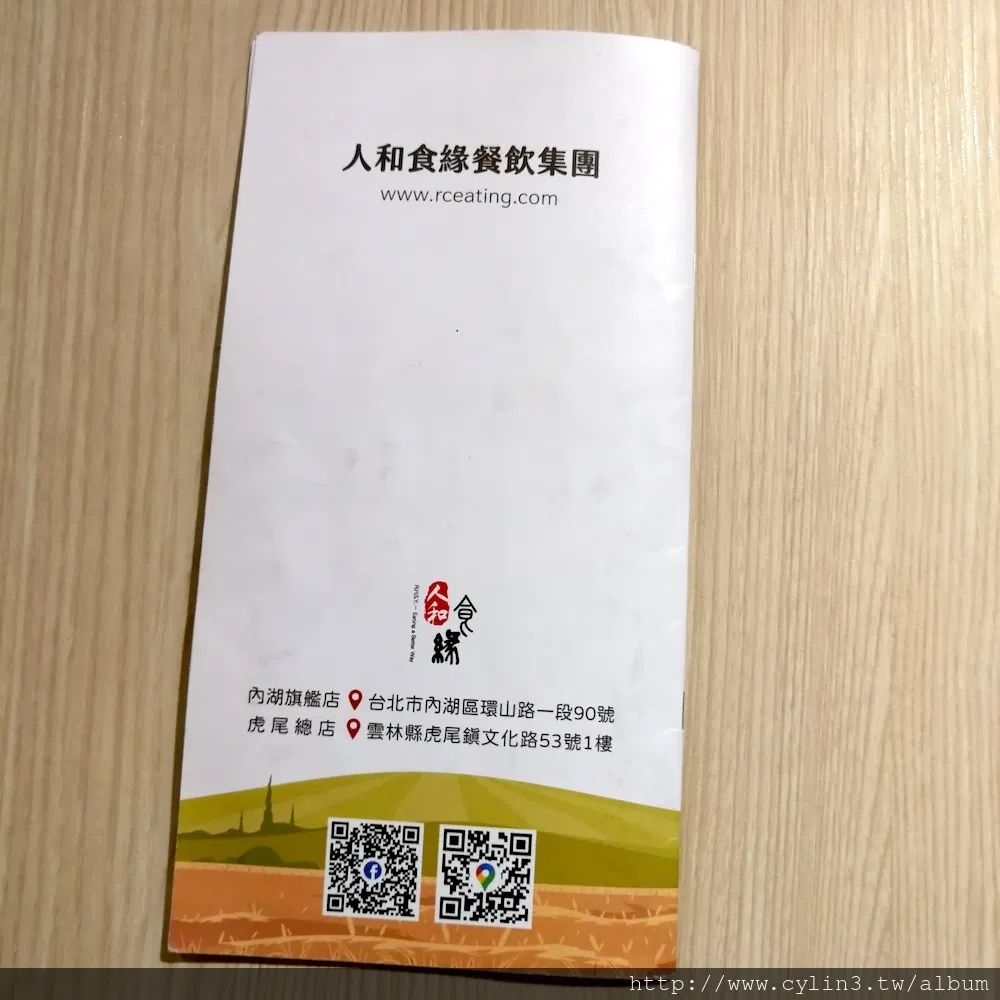 人和食緣餐飲集團
www.rceating.com
人和
食緣
R.H.S.Y.— Eating a Better Way
內湖旗艦店 台北市內湖區環山路一段90號
虎尾總店 雲林縣虎尾鎮文化路53號1樓
http://www.cylin3.tw/album